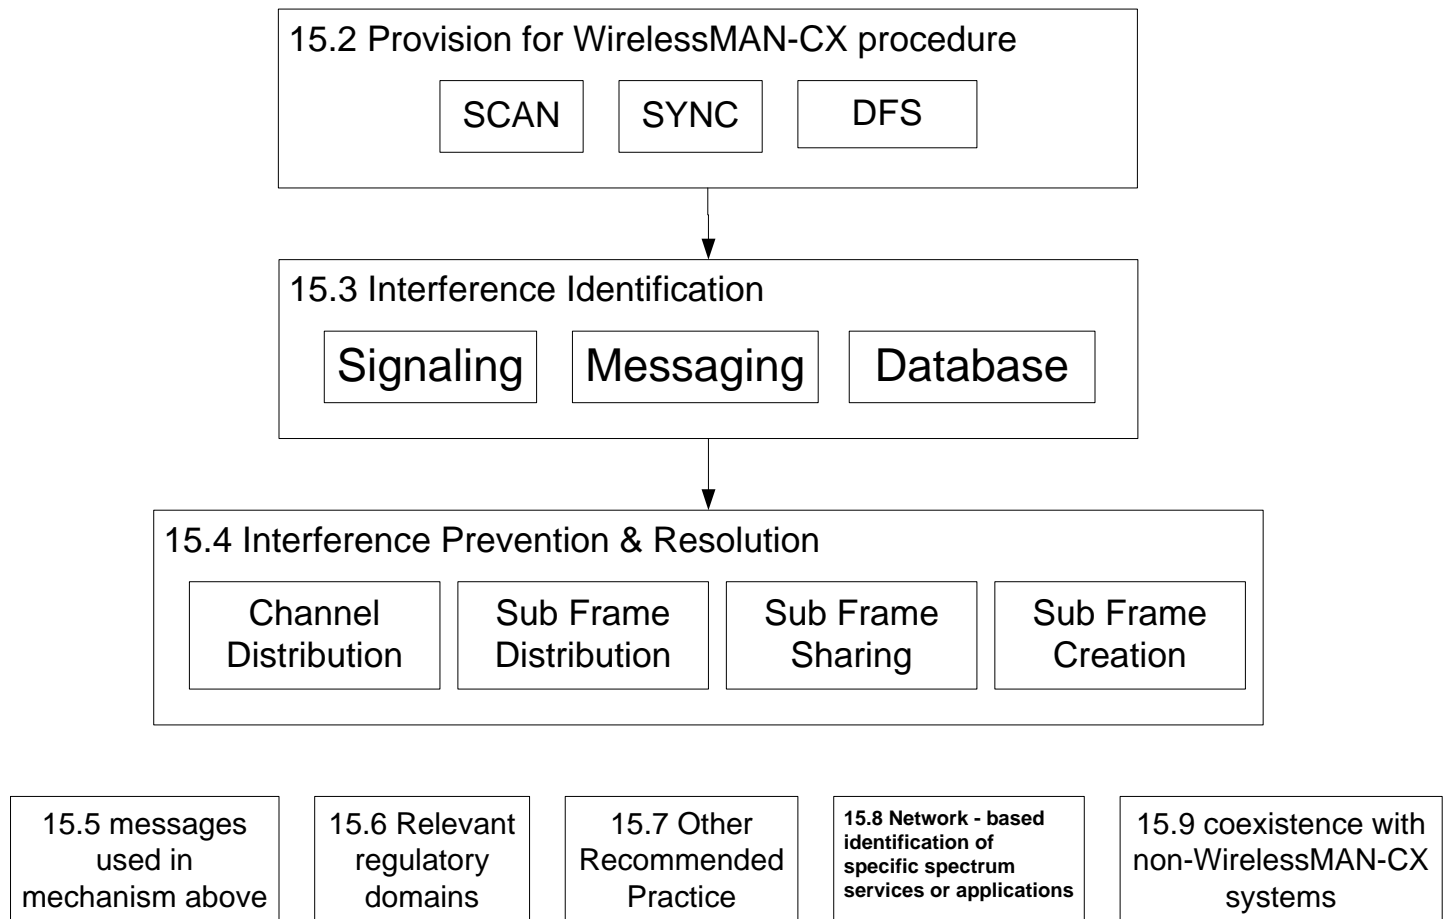 15.2 Provision for WirelessMAN-CX procedure
SCAN
SYNC
DFS
15.3 Interference Identification
Signaling
Messaging
Database
15.4 Interference Prevention & Resolution
Channel
Distribution
Sub Frame
Distribution
Sub Frame
Sharing
Sub Frame
Creation
15.5 messages
used in
mechanism above
15.6 Relevant
regulatory
domains
15.7 Other
Recommended
Practice
15.8 Network - based
identification of
specific spectrum
services or applications
15.9 coexistence with
non-WirelessMAN-CX
systems